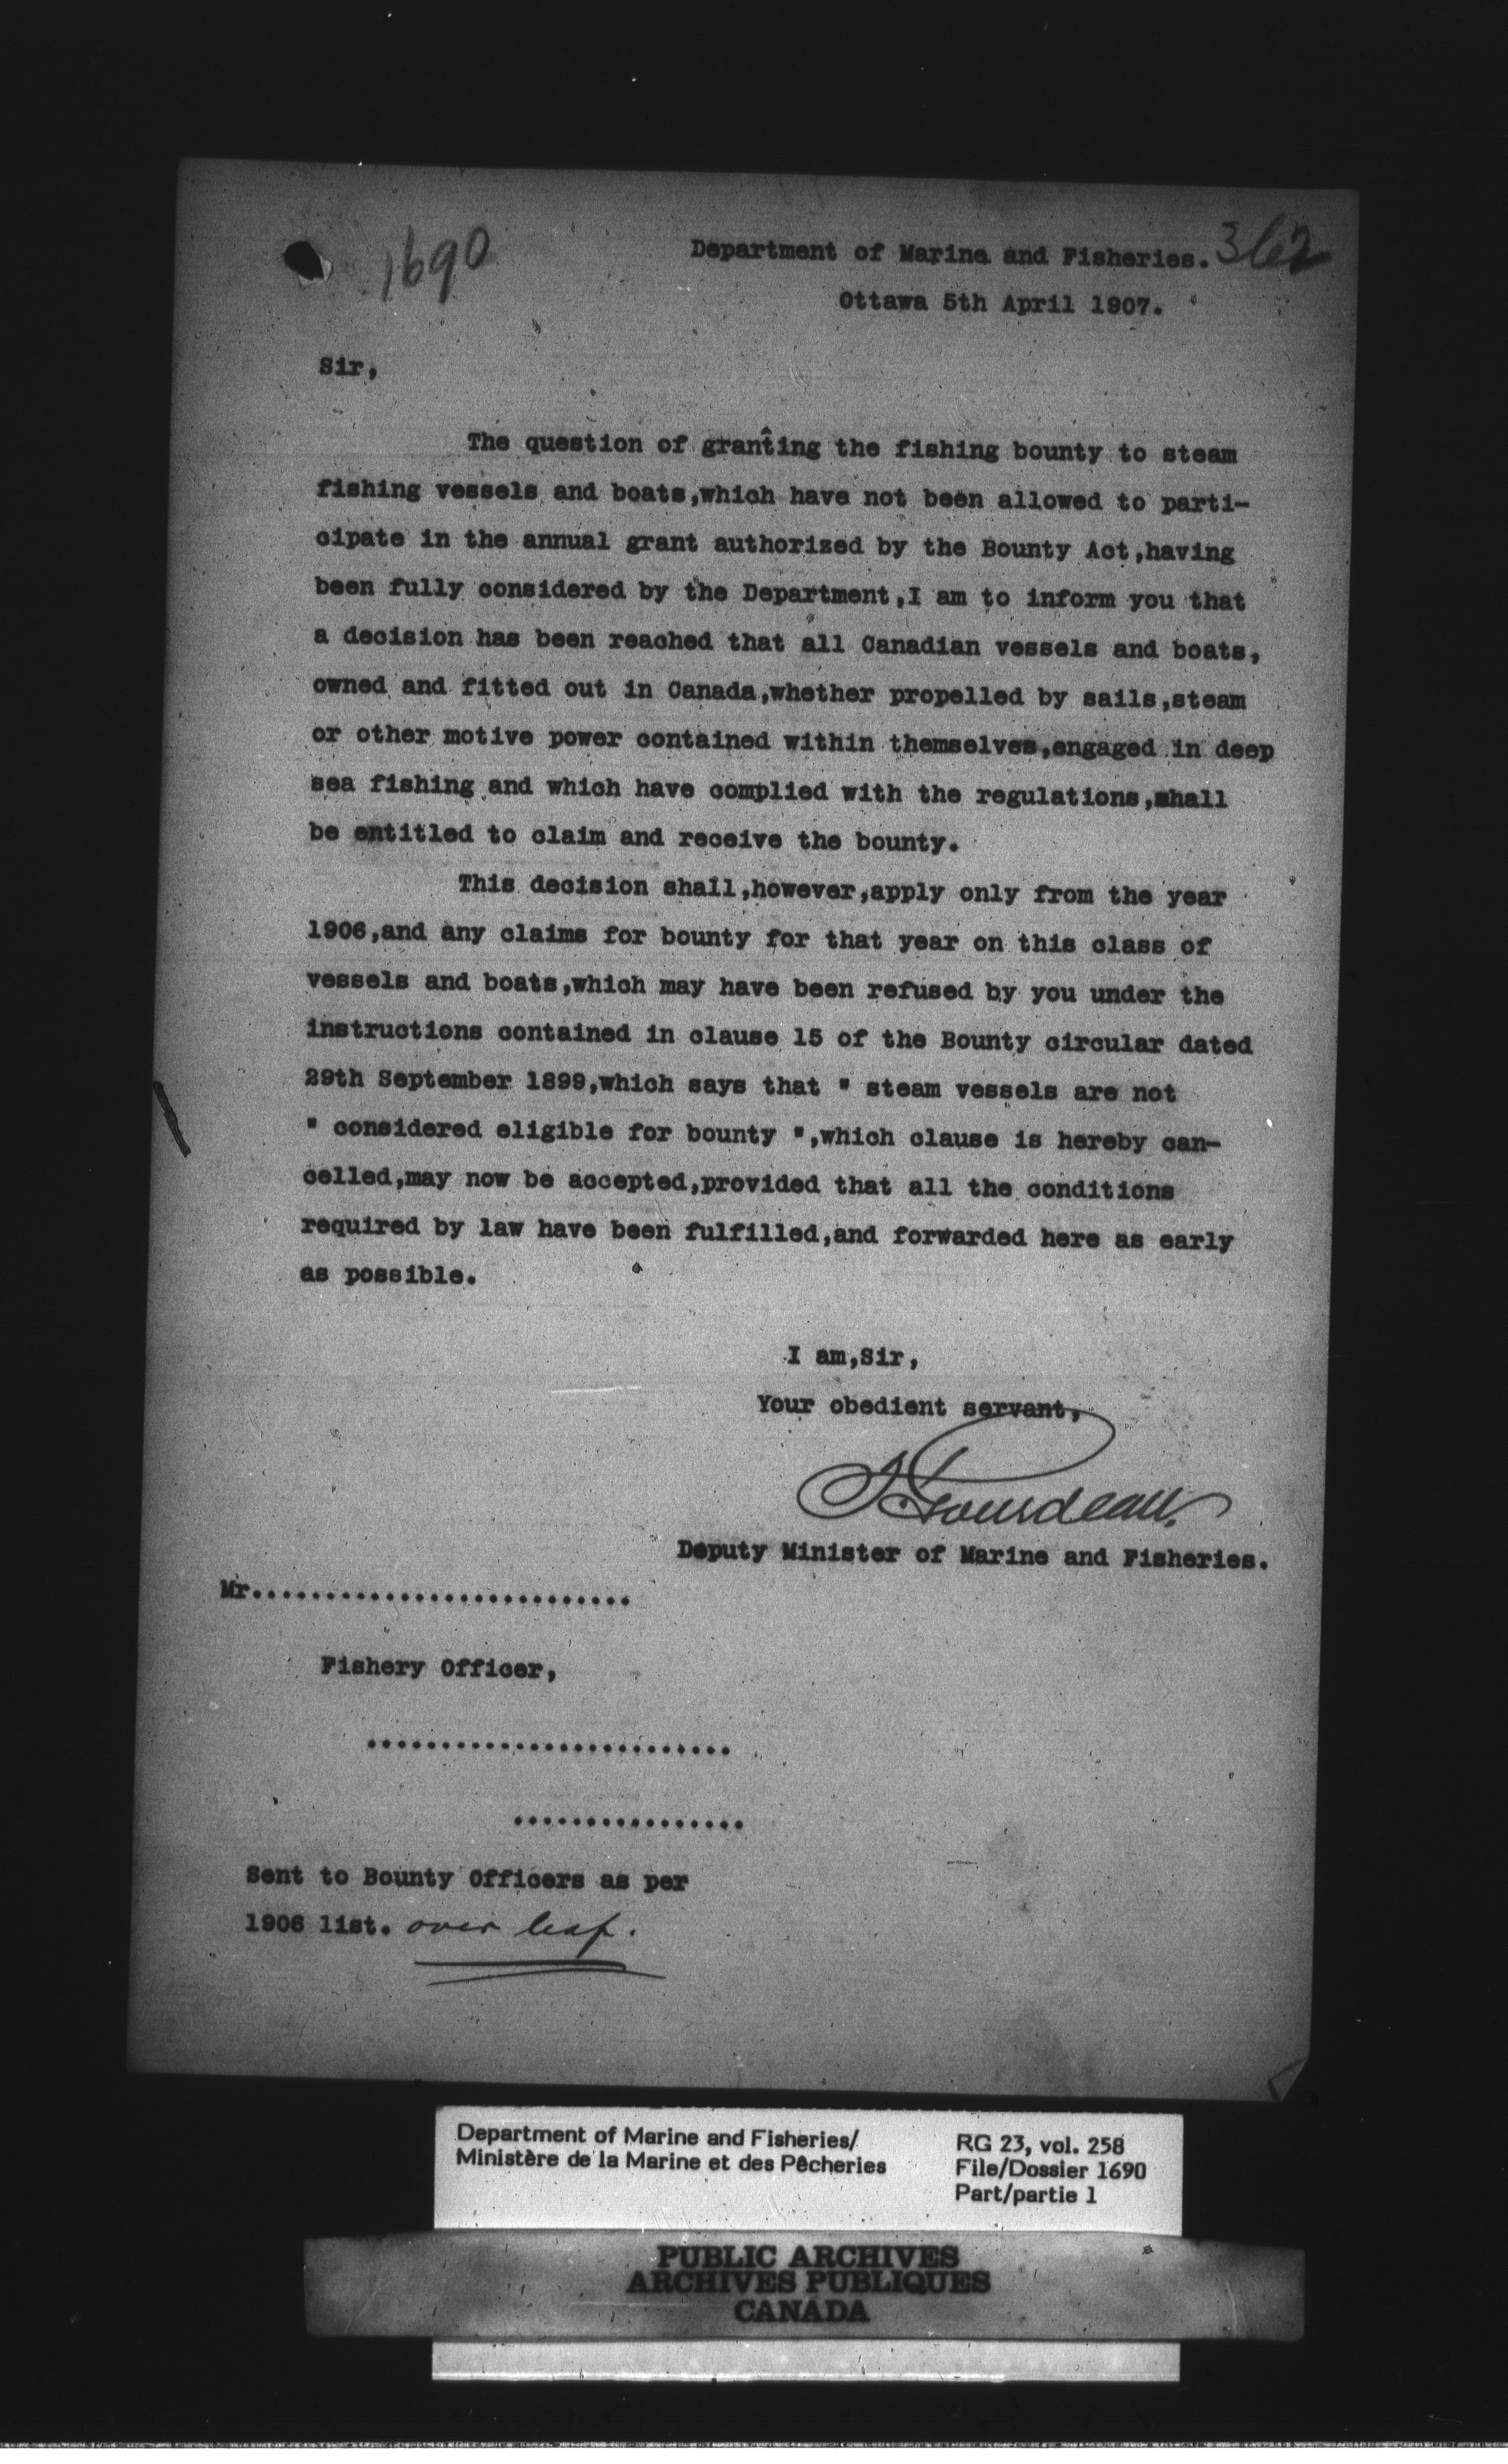 1690
Department of Marine and Fisheries. 362
Ottawa 5th April 1907.
Sir,
The question of granting the fishing bounty to steam
fishing vessels and boats,which have not been allowed to parti-
cipate in the annual grant authorized by the Bounty Act,having
been fully considered by the Department,I am to inform you that
a decision has been reached that all Canadian vessels and boats,
owned and fitted out in Canada,whether propelled by sails,steam
or other motive power contained within themselves,engaged in deep
sea fishing and which have complied with the regulations,shall
be entitled to claim and receive the bounty.
This decision shall,however,apply only from the year
1906,and any claims for bounty for that year on this class of
vessels and boats,which may have been refused by you under the
instructions contained in clause 15 of the Bounty circular dated
29th September 1899,which says that " steam vessels are not
" considered eligible for bounty ",which clause is hereby can-
celled,may now be accepted,provided that all the conditions
required by law have been fulfilled,and forwarded here as early
as possible.
I am,Sir,
Your obedient servant,
F. Gourdeau.
Deputy Minister of Marine and Fisheries.
Mr..........................
Fishery Officer,
.........................
................
Sent to Bounty Officers as per
1906 list. over leaf.
Department of Marine and Fisheries/
Ministère de la Marine et des Pêcheries
RG 23, vol. 258
File/Dossier 1690
Part/partie 1
PUBLIC ARCHIVES
ARCHIVES PUBLIQUES
CANADA